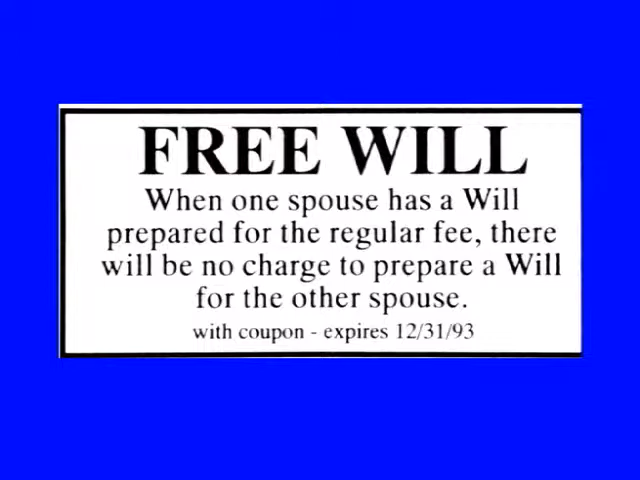 FREE WILL
When one spouse has a Will
prepared for the regular fee, there
will be no charge to prepare a Will
for the other spouse.
with coupon - expires 12/31/93